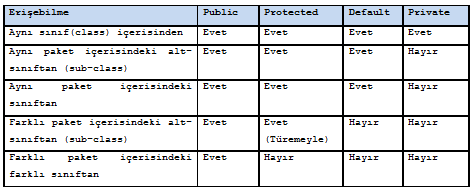 Erişebilme Public Protected Default Private
Aynı sınıf(class) içerisinden Evet Evet Evet Evet
Aynı paket içerisindeki alt- Evet Evet Evet Hayır
sınıftan (sub-class)
Aynı paket içerisindeki Evet Evet Evet Hayır
sınıftan
Farklı paket içerisindeki alt- Evet Evet Hayır Hayır
sınıftan (sub-class) (Türemeyle)
Farklı paket içerisindeki Evet Hayır Hayır Hayır
farklı sınıftan